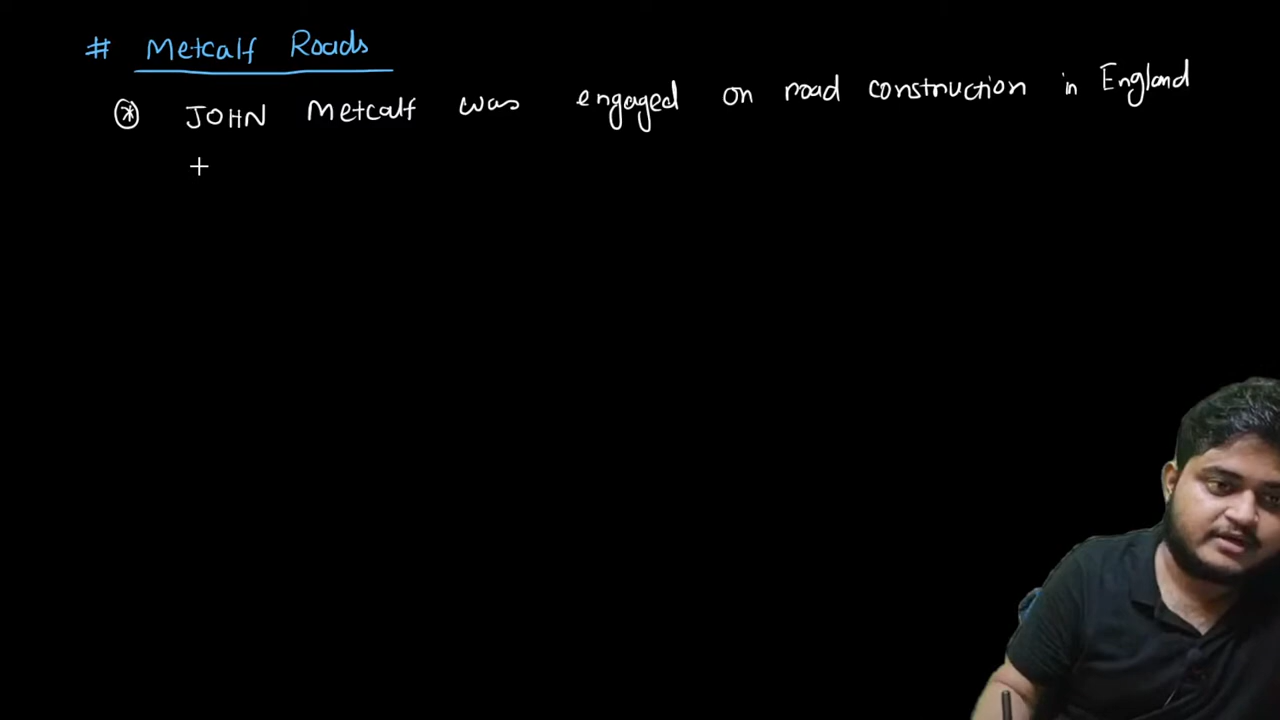 # Metcalf Roads
⊛ JOHN Metcalf was engaged on road construction in England